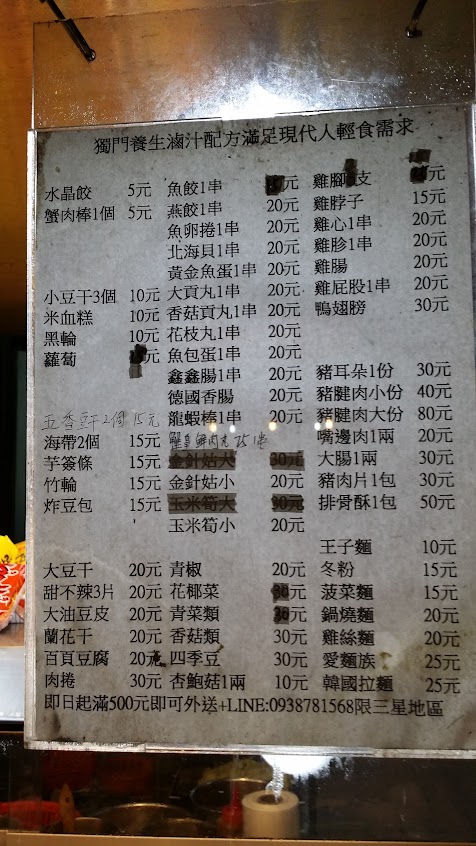 獨門養生滷汁配方滿足現代人輕食需求
水晶餃 5元 魚餃1串 元 雞腳 支 元
蟹肉棒1個 5元 燕餃1串 20元 雞脖子 15元
魚卵捲1串 20元 雞心1串 20元
北海貝1串 20元 雞胗1串 20元
黃金魚蛋1串 20元 雞腸 20元
小豆干3個 10元 大貢丸1串 20元 雞屁股1串 20元
米血糕 10元 香菇貢丸1串 20元 鴨翅膀 30元
黑輪 10元 花枝丸1串 20元
蘿蔔 元 魚包蛋1串 20元
鑫鑫腸1串 20元 豬耳朵1份 30元
德國香腸 20元 豬腱肉小份 40元
五香豆干2個15元 龍蝦棒1串 20元 豬腱肉大份 80元
海帶2個 15元 嘴邊肉1兩 20元
芋簽條 15元 金針姑大 30元 大腸1兩 30元
竹輪 15元 金針姑小 20元 豬肉片1包 30元
炸豆包 15元 玉米筍大 30元 排骨酥1包 50元
玉米筍小 20元
王子麵 10元
大豆干 20元 青椒 20元 冬粉 15元
甜不辣3片 20元 花椰菜 元 菠菜麵 15元
大油豆皮 20元 青菜類 元 鍋燒麵 20元
蘭花干 20元 香菇類 30元 雞絲麵 20元
百頁豆腐 20元 四季豆 30元 愛麵族 25元
肉捲 30元 杏鮑菇1兩 10元 韓國拉麵 25元
即日起滿500元即可外送+LINE:0938781568限三星地區